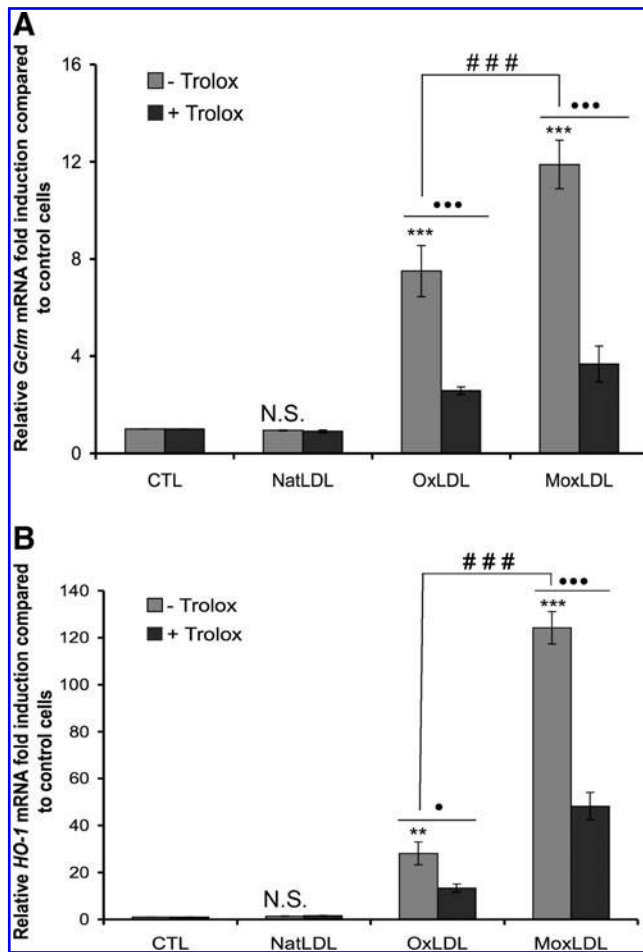 A
Relative Gclm mRNA fold induction compared
to control cells
16
12
8
4
0
- Trolox
+ Trolox
# # #
•••
***
•••
***
N.S.
CTL NatLDL OxLDL MoxLDL
B
Relative HO-1 mRNA fold induction compared
to control cells
140
120
100
80
60
40
20
0
- Trolox
+ Trolox
# # #
•••
***
•
**
N.S.
CTL NatLDL OxLDL MoxLDL